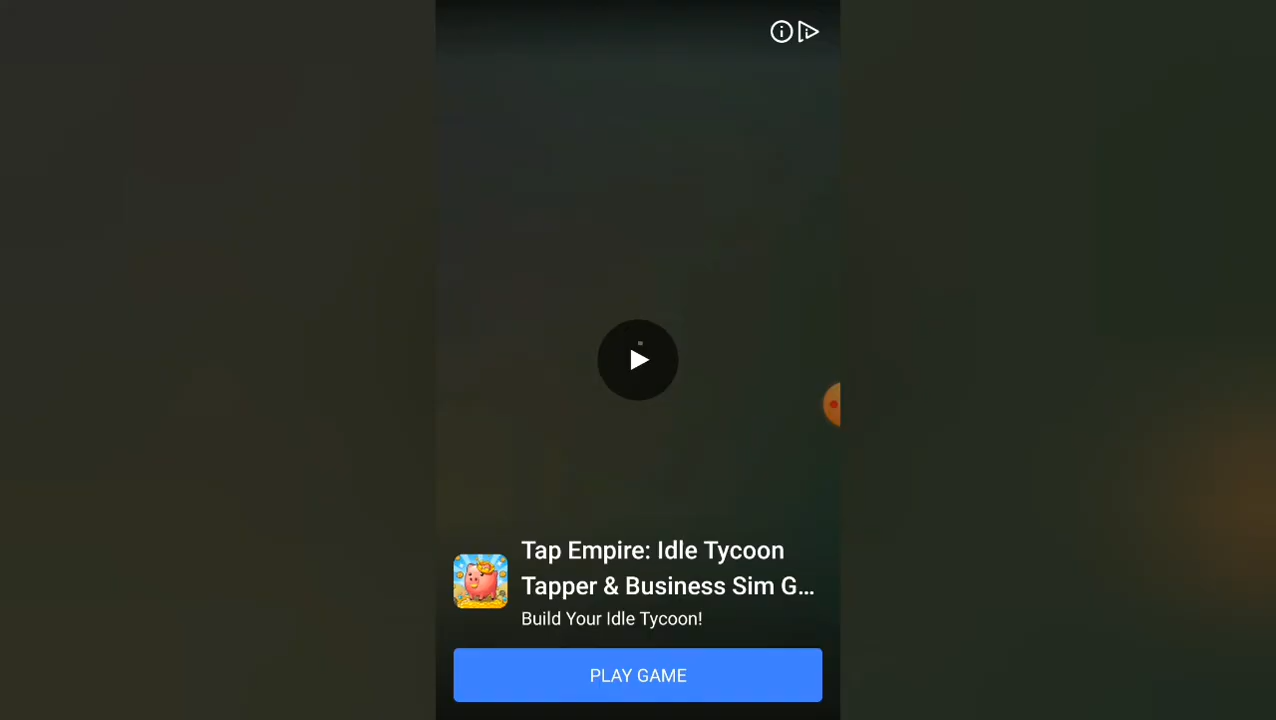 Tap Empire: Idle Tycoon
Tapper & Business Sim G...
Build Your Idle Tycoon!
PLAY GAME